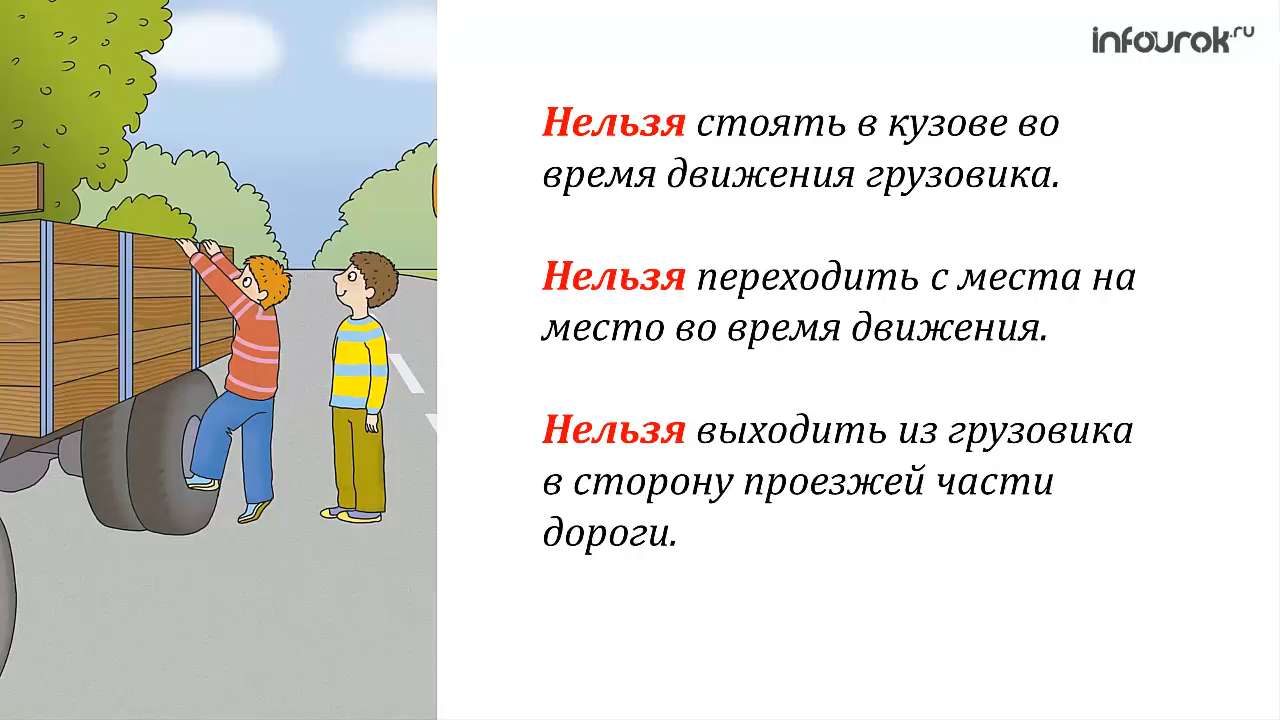 infourok.ru
Нельзя стоять в кузове во
время движения грузовика.
Нельзя переходить с места на
место во время движения.
Нельзя выходить из грузовика
в сторону проезжей части
дороги.